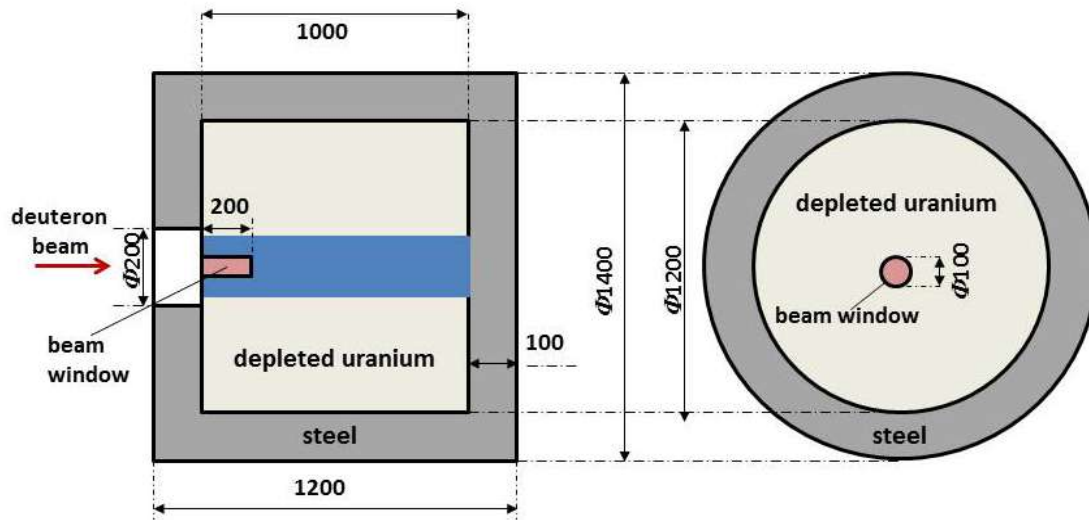 1000
200
deuteron
beam
Φ200
beam
window
depleted uranium
100
steel
1200
Φ1400
Φ1200
depleted uranium
Φ100
beam window
steel